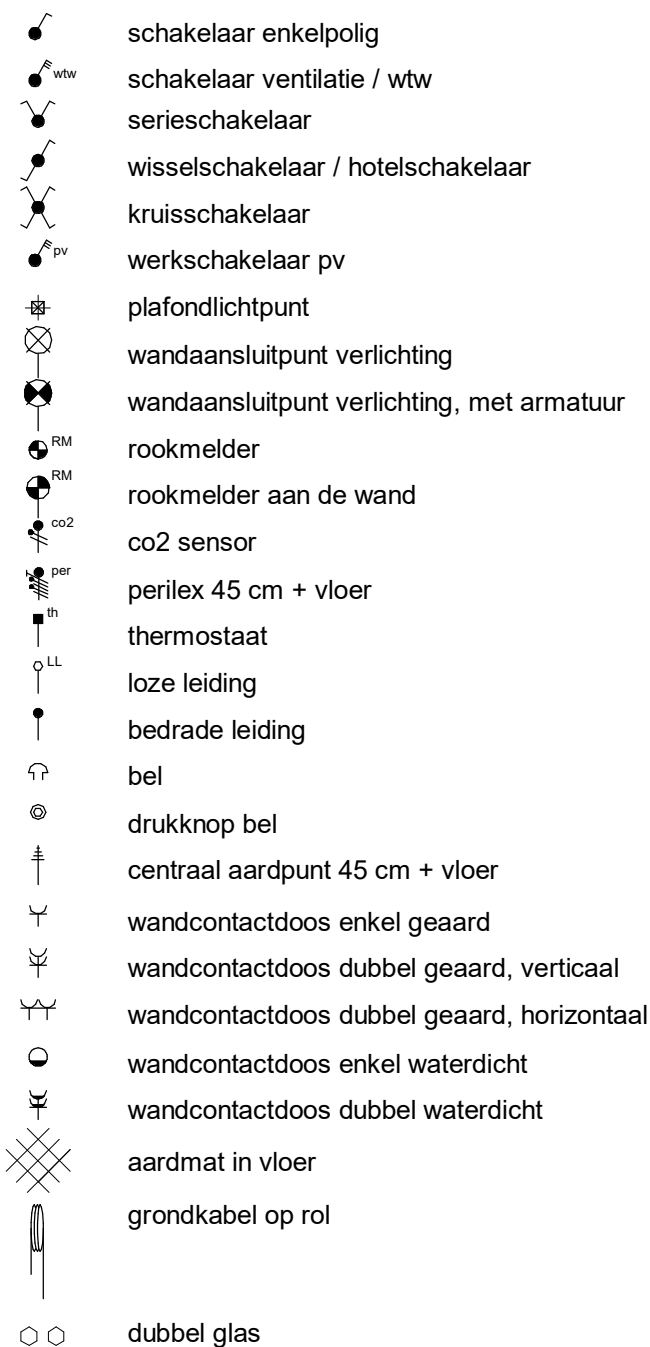 schakelaar enkelpolig
wtw schakelaar ventilatie / wtw
serieschakelaar
wisselschakelaar / hotelschakelaar
kruisschakelaar
pv werkschakelaar pv
plafondlichtpunt
wandaansluitpunt verlichting
wandaansluitpunt verlichting, met armatuur
RM rookmelder
RM rookmelder aan de wand
co2 co2 sensor
per perilex 45 cm + vloer
th thermostaat
LL loze leiding
bedrade leiding
bel
drukknop bel
centraal aardpunt 45 cm + vloer
wandcontactdoos enkel geaard
wandcontactdoos dubbel geaard, verticaal
wandcontactdoos dubbel geaard, horizontaal
wandcontactdoos enkel waterdicht
wandcontactdoos dubbel waterdicht
aardmat in vloer
grondkabel op rol
dubbel glas